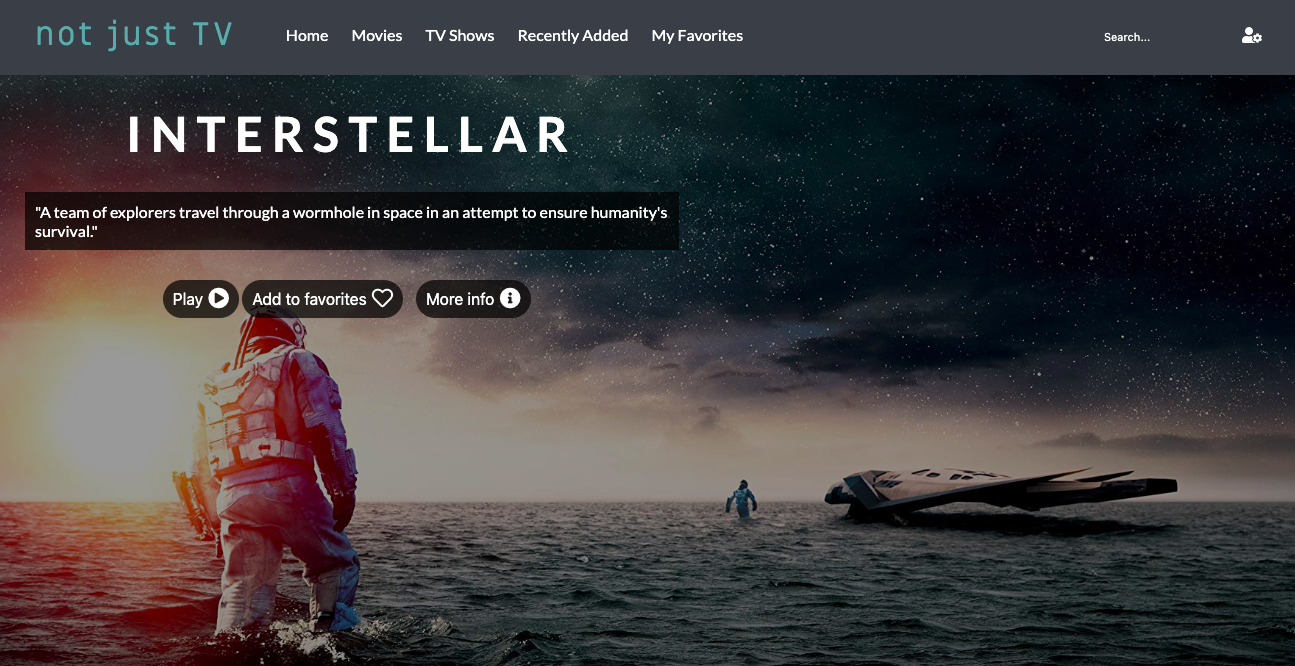 not just TV
Home Movies TV Shows Recently Added My Favorites
Search...
INTERSTELLAR
"A team of explorers travel through a wormhole in space in an attempt to ensure humanity's
survival."
Play Add to favorites More info